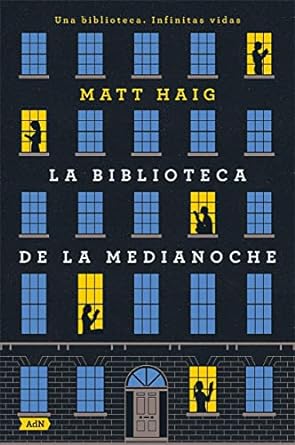 Una biblioteca. Infinitas vidas
MATT HAIG
LA BIBLIOTECA
DE LA MEDIANOCHE
AdN